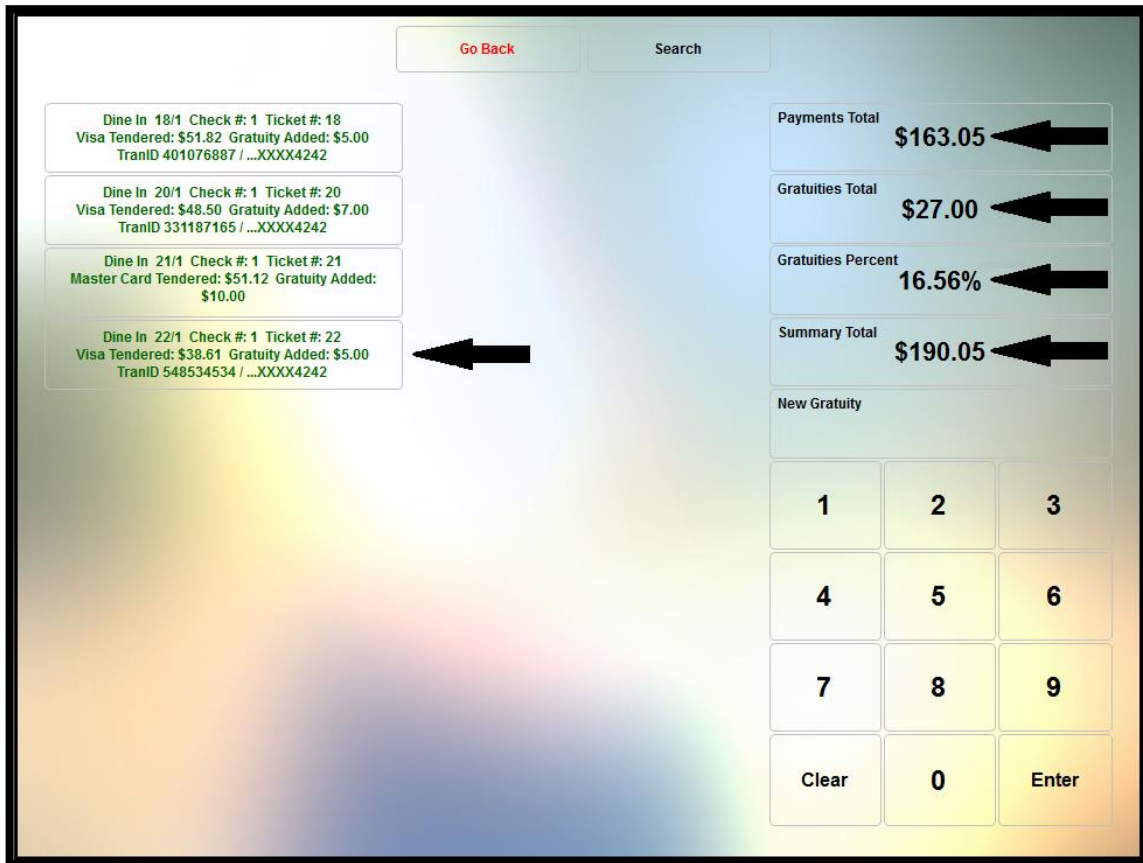 Go Back
Search
Dine In 18/1 Check #: 1 Ticket #: 18
Visa Tendered: $51.82 Gratuity Added: $5.00
TranID 401076887 / ...XXXX4242
Dine In 20/1 Check #: 1 Ticket #: 20
Visa Tendered: $48.50 Gratuity Added: $7.00
TranID 331187165 / ...XXXX4242
Dine In 21/1 Check #: 1 Ticket #: 21
Master Card Tendered: $51.12 Gratuity Added:
$10.00
Dine In 22/1 Check #: 1 Ticket #: 22
Visa Tendered: $38.61 Gratuity Added: $5.00
TranID 548534534 / ...XXXX4242
Payments Total
$163.05
Gratuities Total
$27.00
Gratuities Percent
16.56%
Summary Total
$190.05
New Gratuity
1 2 3
4 5 6
7 8 9
Clear 0 Enter